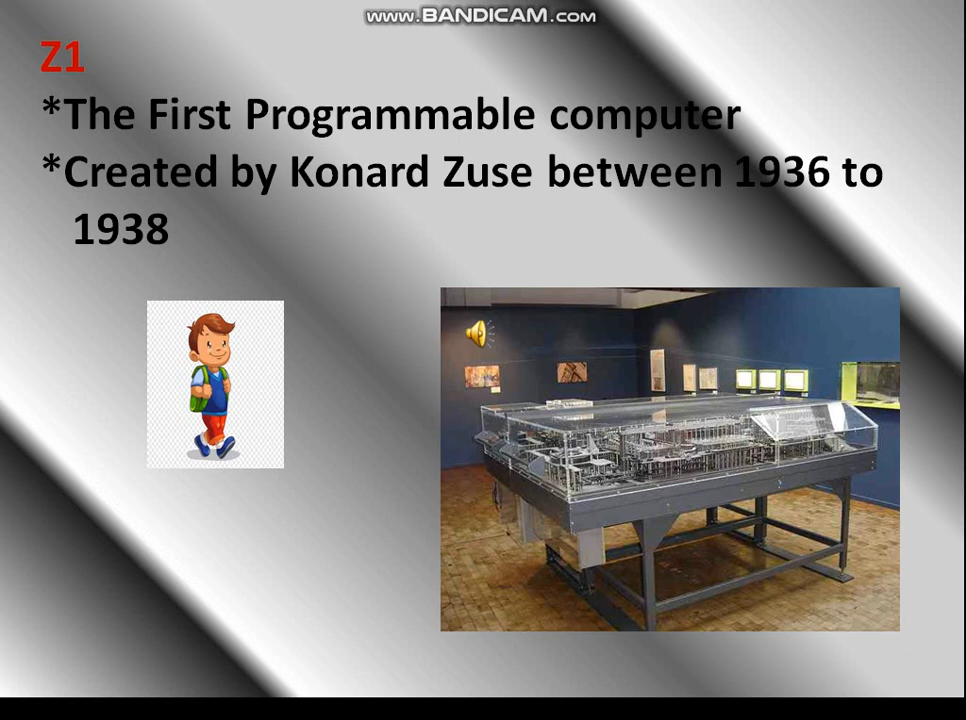 www.BANDICAM.com
Z1
*The First Programmable computer
*Created by Konard Zuse between 1936 to
1938